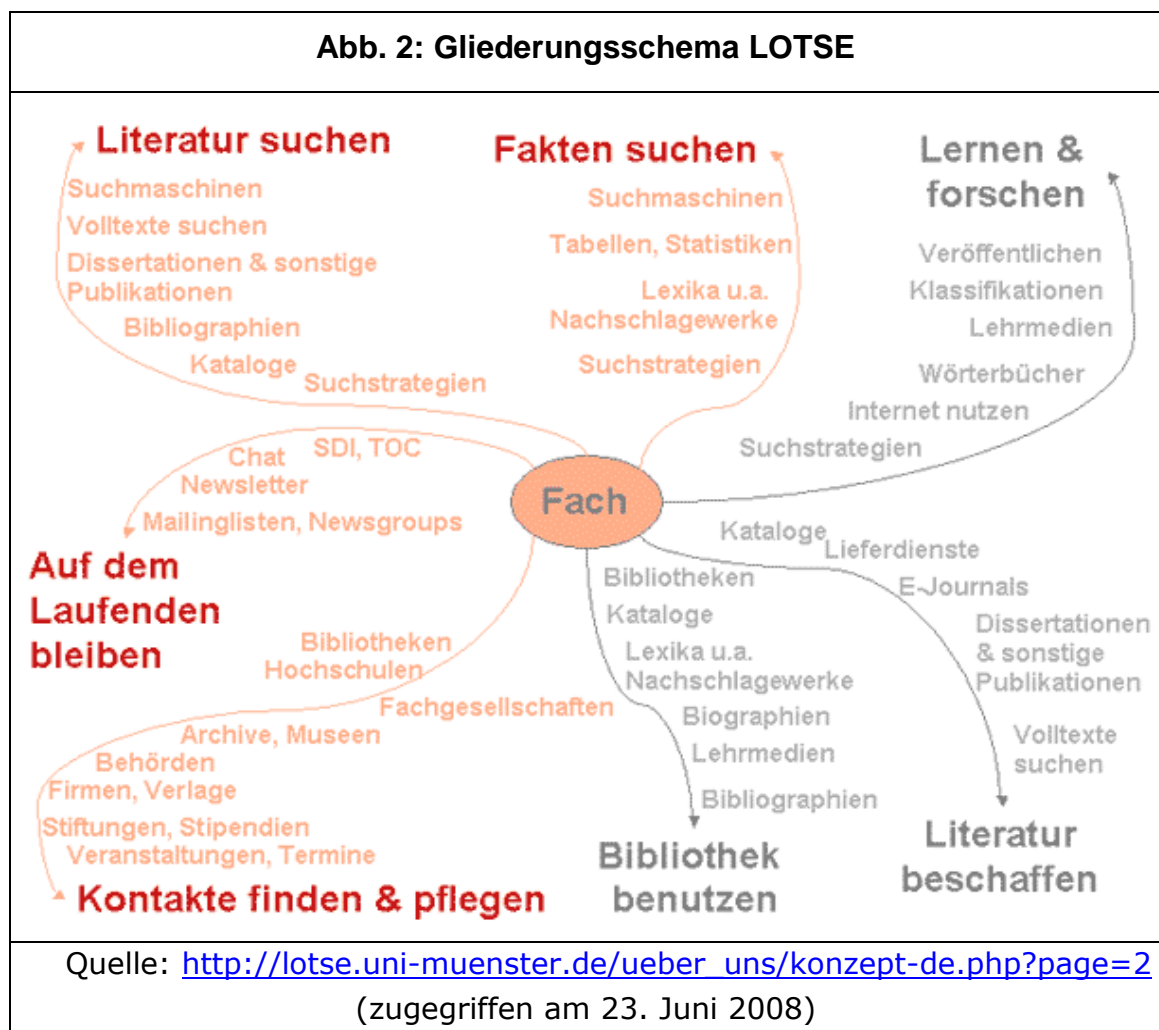 Abb. 2: Gliederungsschema LOTSE
Literatur suchen
Suchmaschinen
Volltexte suchen
Dissertationen & sonstige
Publikationen
Bibliographien
Kataloge
Suchstrategien
Fakten suchen
Suchmaschinen
Tabellen, Statistiken
Lexika u.a.
Nachschlagewerke
Suchstrategien
Lernen &
forschen
Veröffentlichen
Klassifikationen
Lehrmedien
Wörterbücher
Internet nutzen
Suchstrategien
Fach
SDI, TOC
Chat
Newsletter
Mailinglisten, Newsgroups
Auf dem
Laufenden
bleiben
Bibliotheken
Hochschulen
Fachgesellschaften
Archive, Museen
Behörden
Firmen, Verlage
Stiftungen, Stipendien
Veranstaltungen, Termine
Kontakte finden & pflegen
Bibliotheken
Kataloge
Lexika u.a.
Nachschlagewerke
Biographien
Lehrmedien
Bibliographien
Bibliothek
benutzen
Kataloge
Lieferdienste
E-Journals
Dissertationen
& sonstige
Publikationen
Volltexte
suchen
Literatur
beschaffen
Quelle: http://lotse.uni-muenster.de/ueber_uns/konzept-de.php?page=2
(zugegriffen am 23. Juni 2008)